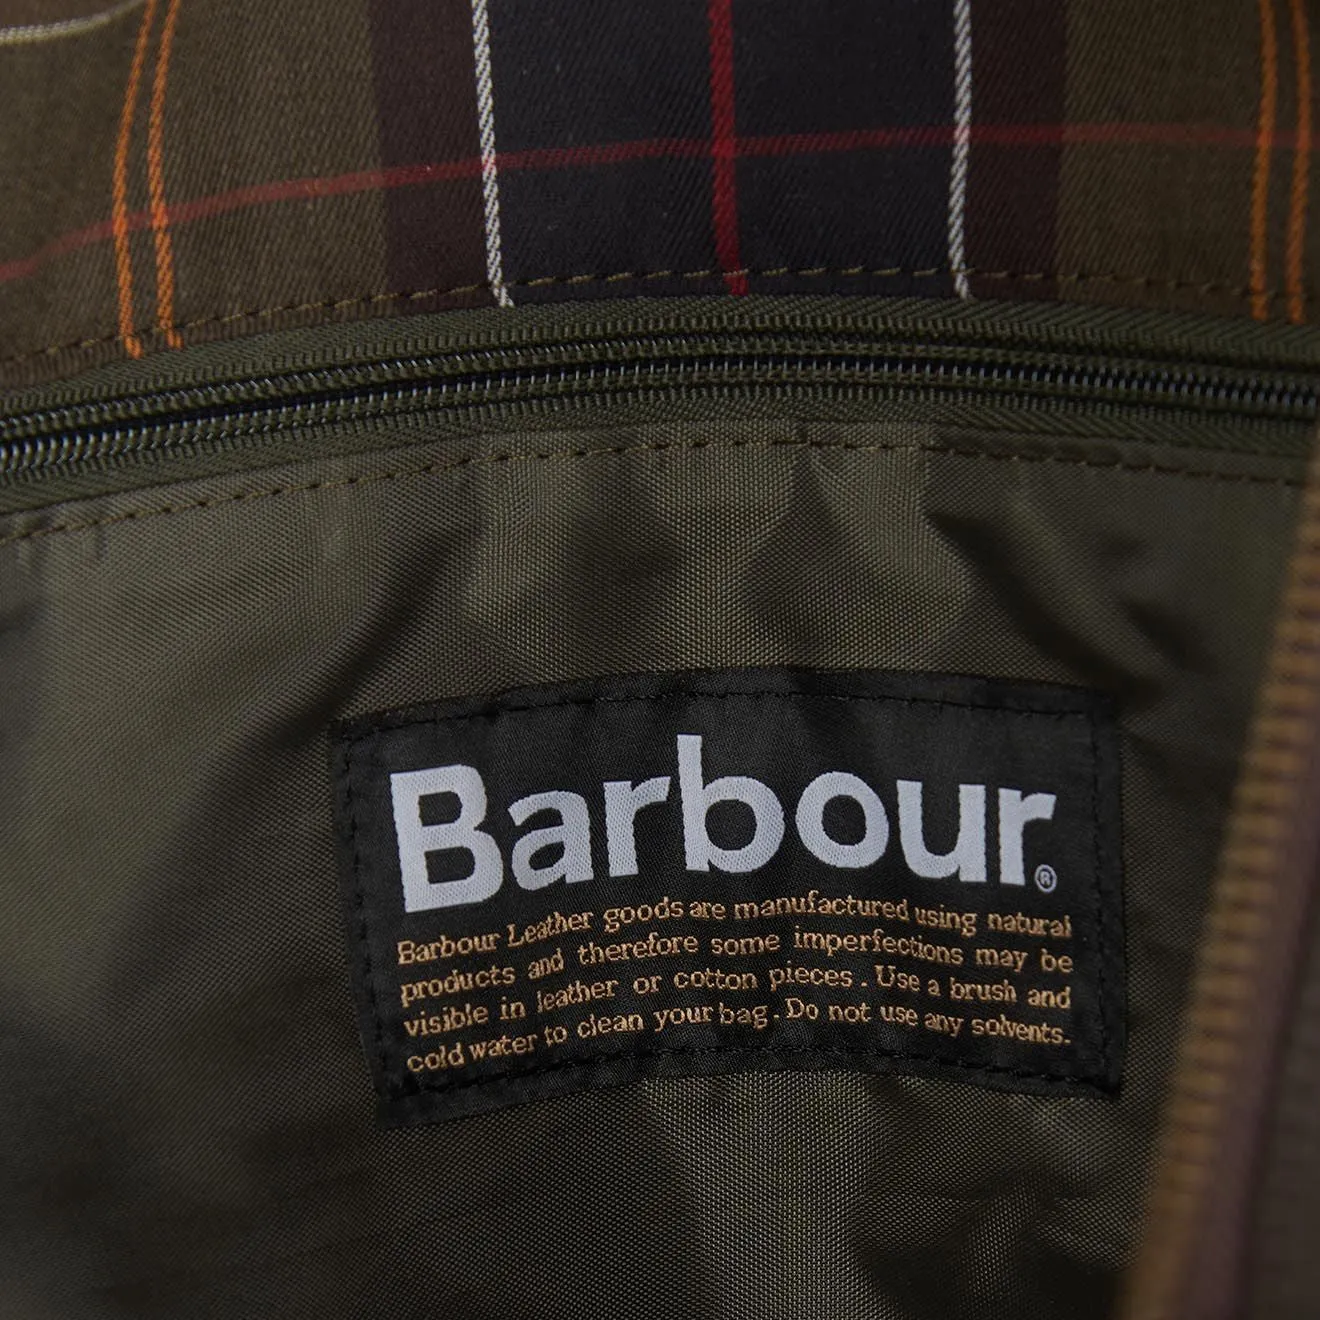 Barbour®
Barbour Leather goods are manufactured using natural
products and therefore some imperfections may be
visible in leather or cotton pieces. Use a brush and
cold water to clean your bag. Do not use any solvents.